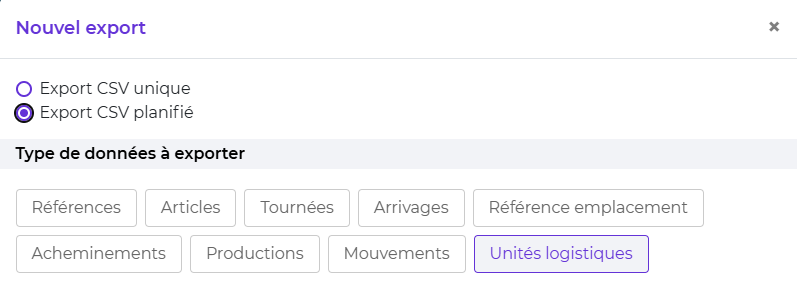 Nouvel export ×
Export CSV unique
Export CSV planifié
Type de données à exporter
Références Articles Tournées Arrivages Référence emplacement
Acheminements Productions Mouvements Unités logistiques